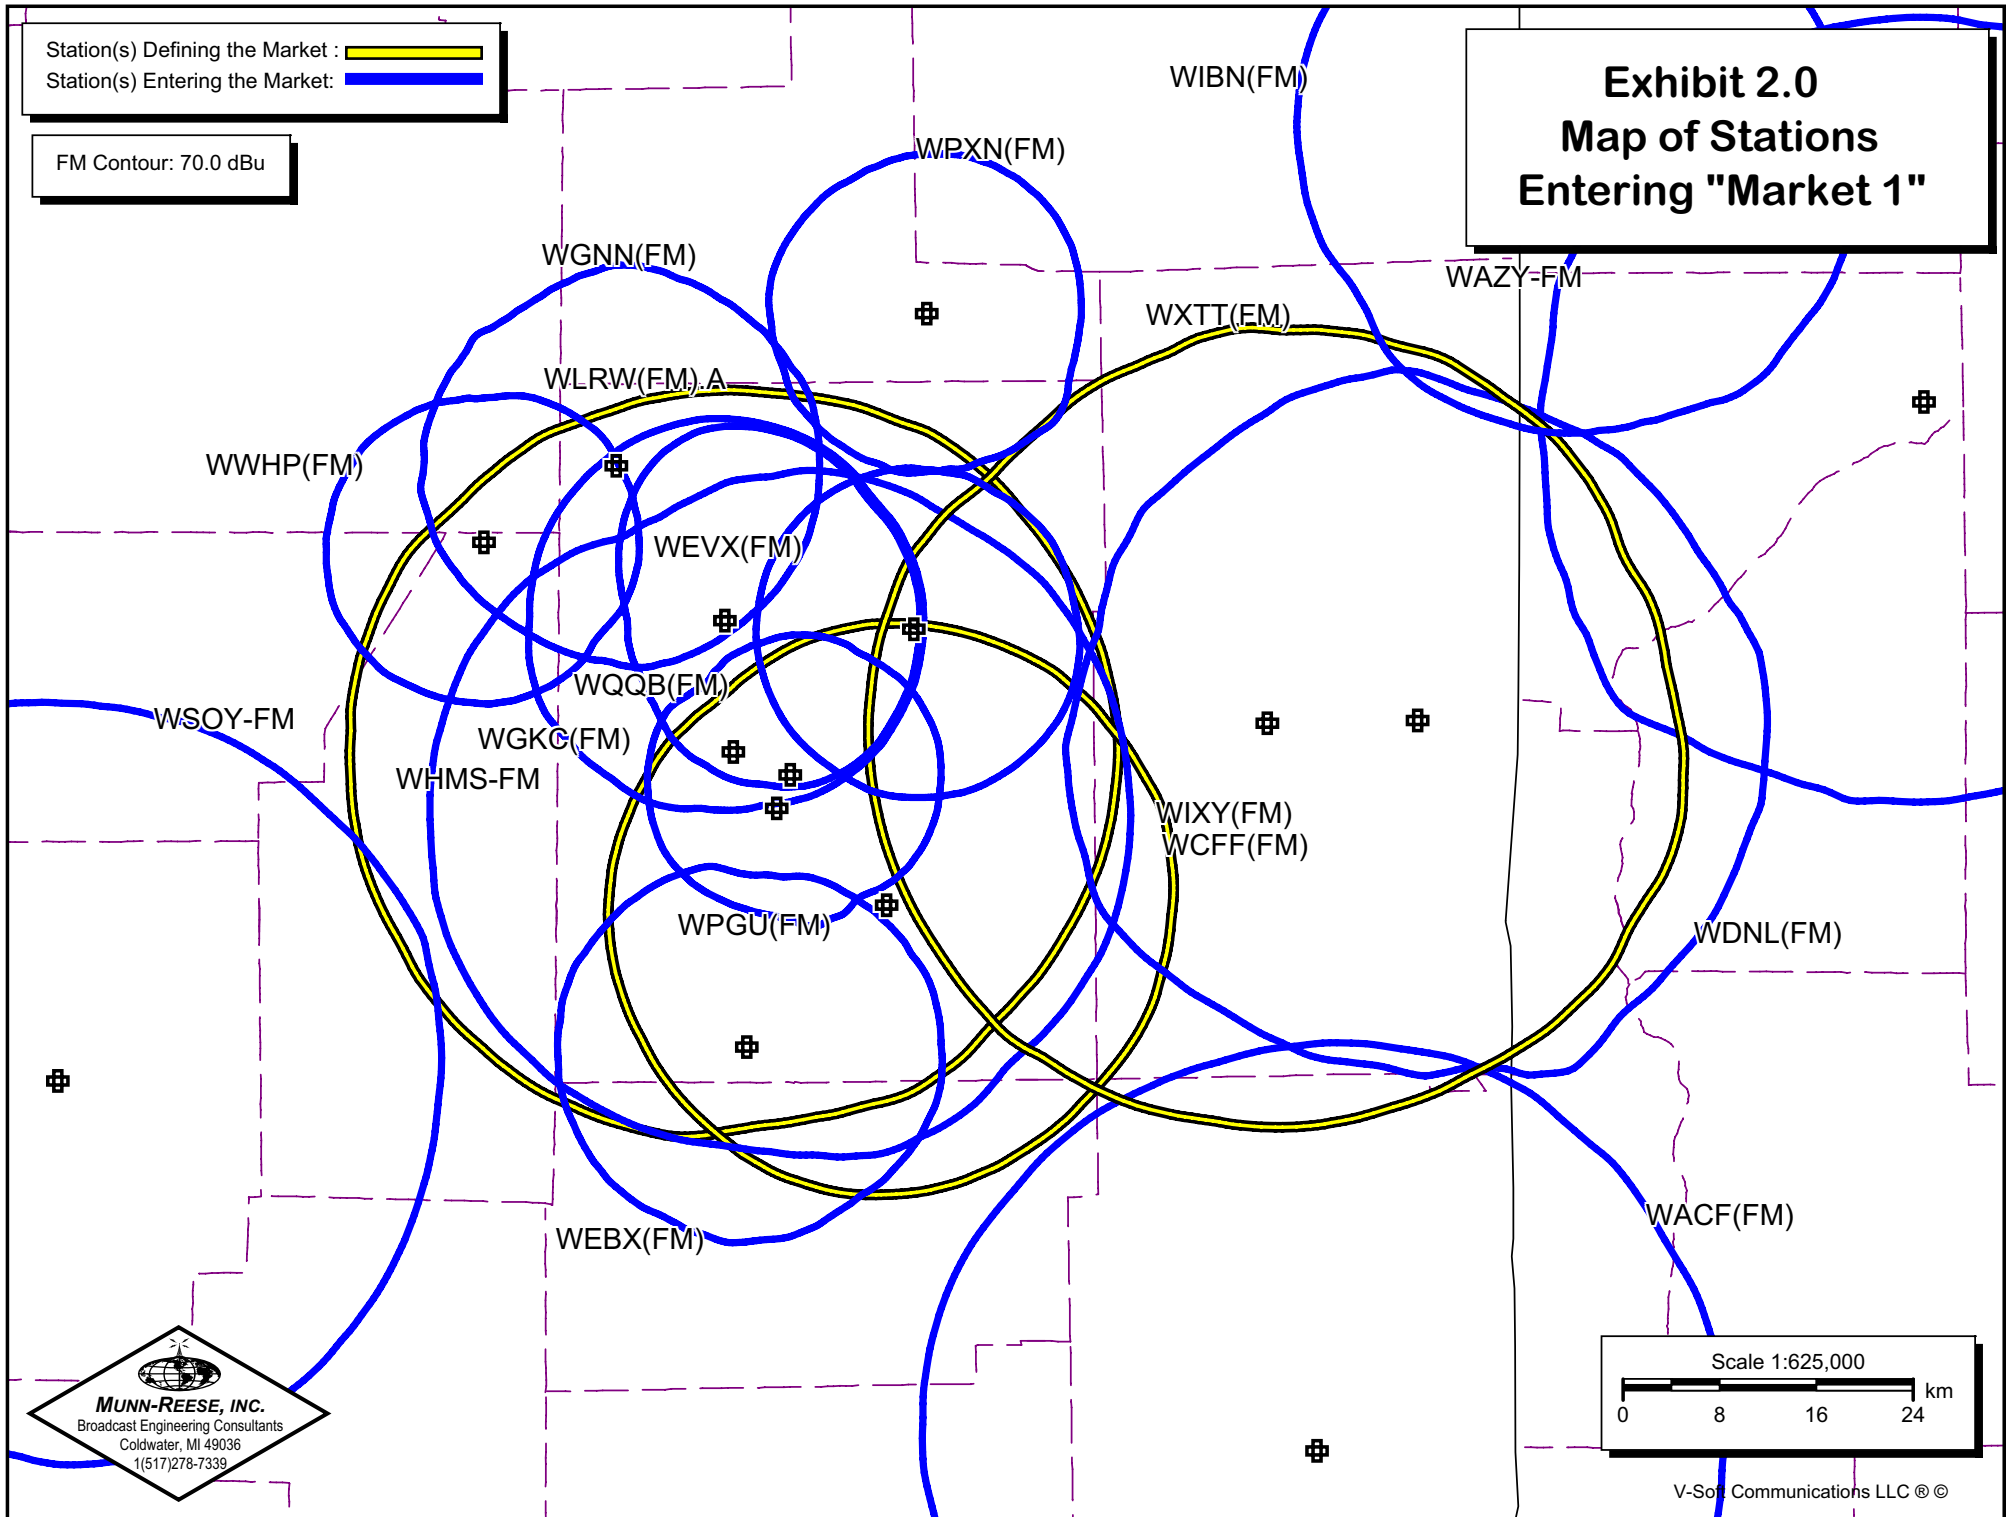 Station(s) Defining the Market :
Station(s) Entering the Market:
FM Contour: 70.0 dBu
Exhibit 2.0
Map of Stations
Entering "Market 1"
WIBN(FM)
WPXN(FM)
WGNN(FM)
WAZY-FM
WXTT(FM)
WLRW(FM).A
WWHP(FM)
WEVX(FM)
WQQB(FM)
WSOY-FM
WGKC(FM)
WHMS-FM
WIXY(FM)
WCFF(FM)
WPGU(FM)
WDNL(FM)
WACF(FM)
WEBX(FM)
MUNN-REESE, INC.
Broadcast Engineering Consultants
Coldwater, MI 49036
1(517)278-7339
Scale 1:625,000
km
0 8 16 24
V-Soft Communications LLC ® ©